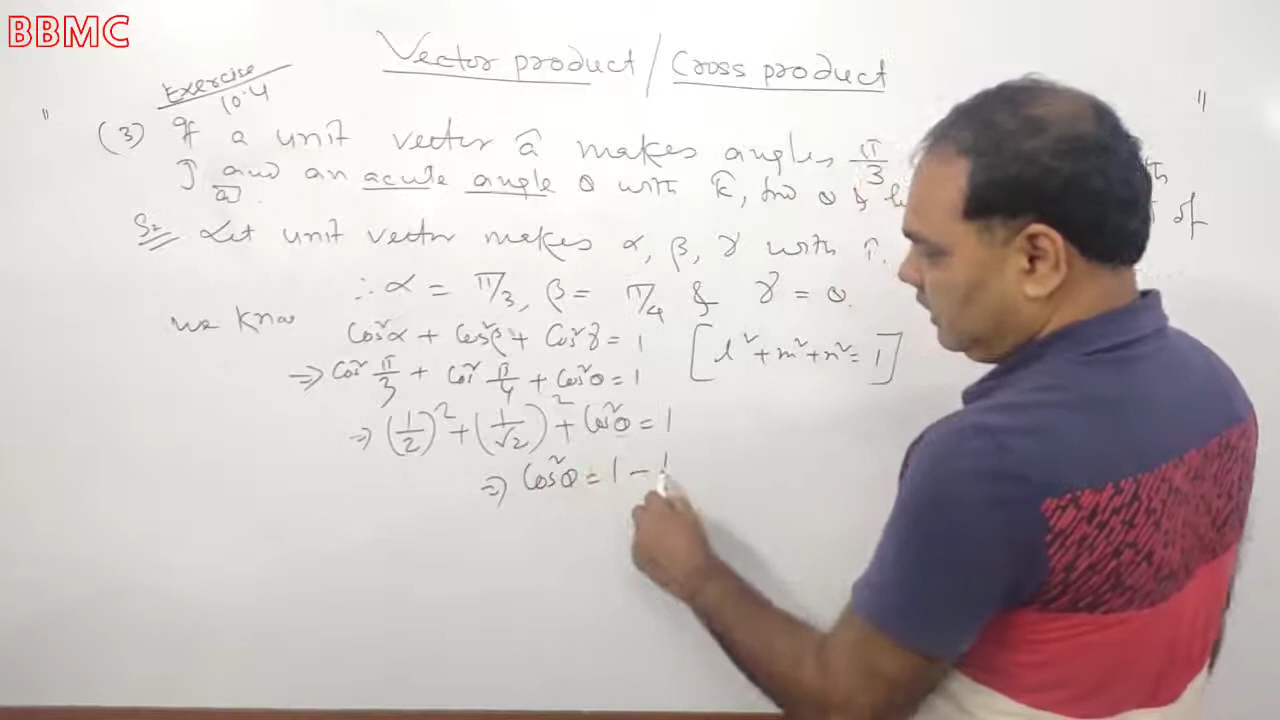 BBMC
Vector product / Cross product
Exercise
10.4
(3) If a unit vector â makes angles π/3
ĵ and an acute angle θ with k̂, θ of
a⃗.
Let unit vector makes α, β, γ with î.
∴ α = π/3, β = π/4 & γ = θ.
we know cos²α + cos²β + cos²γ = 1 [l² + m² + n² = 1]
⇒ cos² π/3 + cos² π/4 + cos²θ = 1
⇒ (1/2)² + (1/√2)² + cos²θ = 1
⇒ cos²θ = 1 - 1